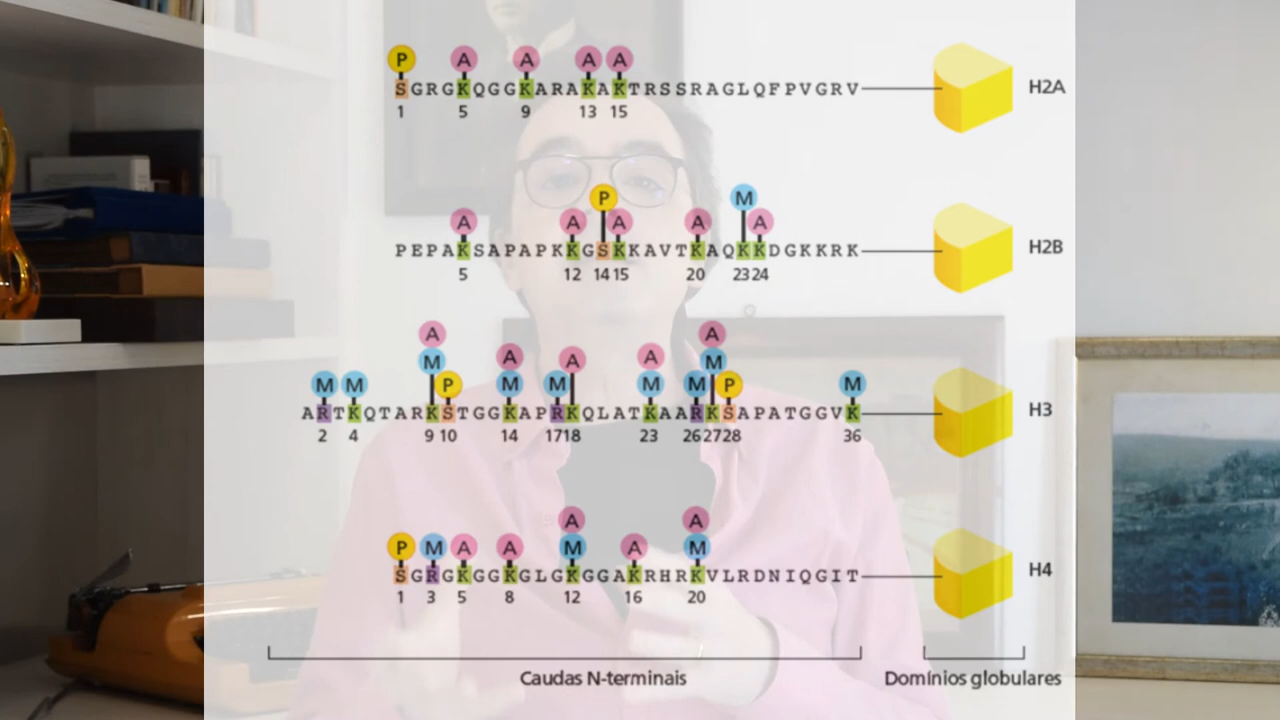 P A A A A
SGRGKQGGKARAKAKTRSSRAGLQFPVGRV H2A
1 5 9 13 15
P M
A A A A A
PEPAKSAPAPKKGSKKAVTKAQKKDGKKRK H2B
5 12 14 15 20 23 24
A A
A M A A A M
M M P M M M M P M
ARTKQTARKSTGGKAPRKQLATKAARKSAPATGGVK H3
2 4 9 10 14 17 18 23 26 27 28 36
A A
P M A A M A M
SGRGKGGKGLGKGGAKRHRKVLRDNIQGIT H4
1 3 5 8 12 16 20
Caudas N-terminais Domínios globulares